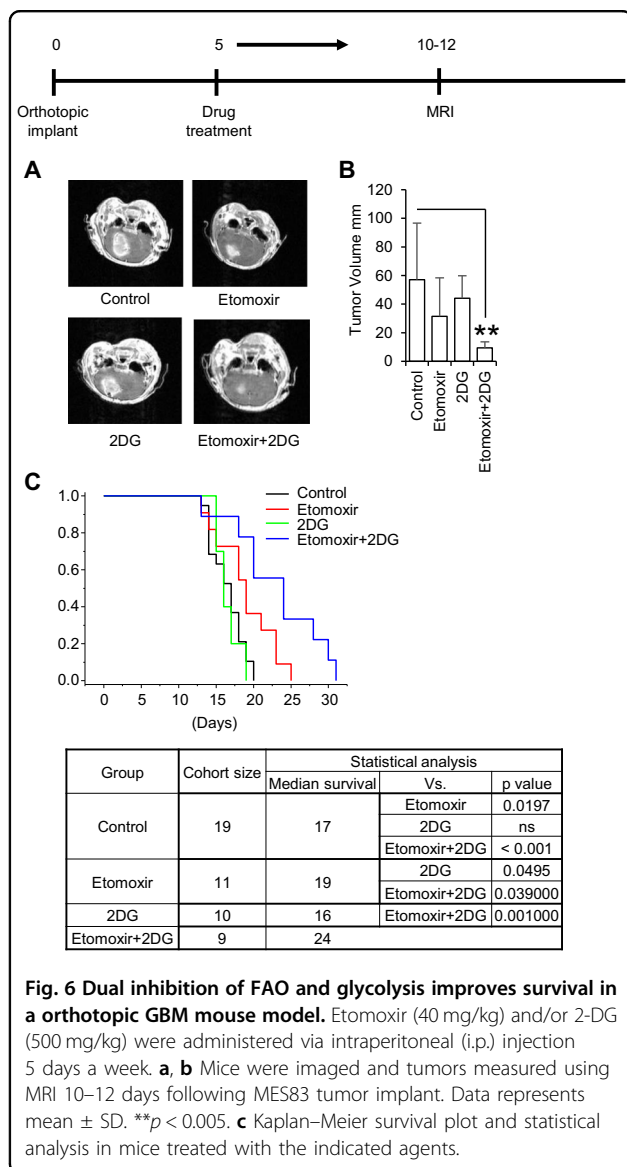 0 5 10-12
Orthotopic implant Drug treatment MRI
A
Control Etomoxir
2DG Etomoxir+2DG
B
120
100
80
60
40
20
0
Tumor Volume mm
**
Control Etomoxir 2DG Etomoxir+2DG
C
1.0
0.8
0.6
0.4
0.2
0.0
0 5 10 15 20 25 30
(Days)
Control
Etomoxir
2DG
Etomoxir+2DG
Group Cohort size Statistical analysis
Median survival Vs. p value
Control 19 17 Etomoxir 0.0197
2DG ns
Etomoxir+2DG < 0.001
Etomoxir 11 19 2DG 0.0495
Etomoxir+2DG 0.039000
2DG 10 16 Etomoxir+2DG 0.001000
Etomoxir+2DG 9 24
Fig. 6 Dual inhibition of FAO and glycolysis improves survival in
a orthotopic GBM mouse model. Etomoxir (40 mg/kg) and/or 2-DG
(500 mg/kg) were administered via intraperitoneal (i.p.) injection
5 days a week. a, b Mice were imaged and tumors measured using
MRI 10–12 days following MES83 tumor implant. Data represents
mean ± SD. **p < 0.005. c Kaplan–Meier survival plot and statistical
analysis in mice treated with the indicated agents.